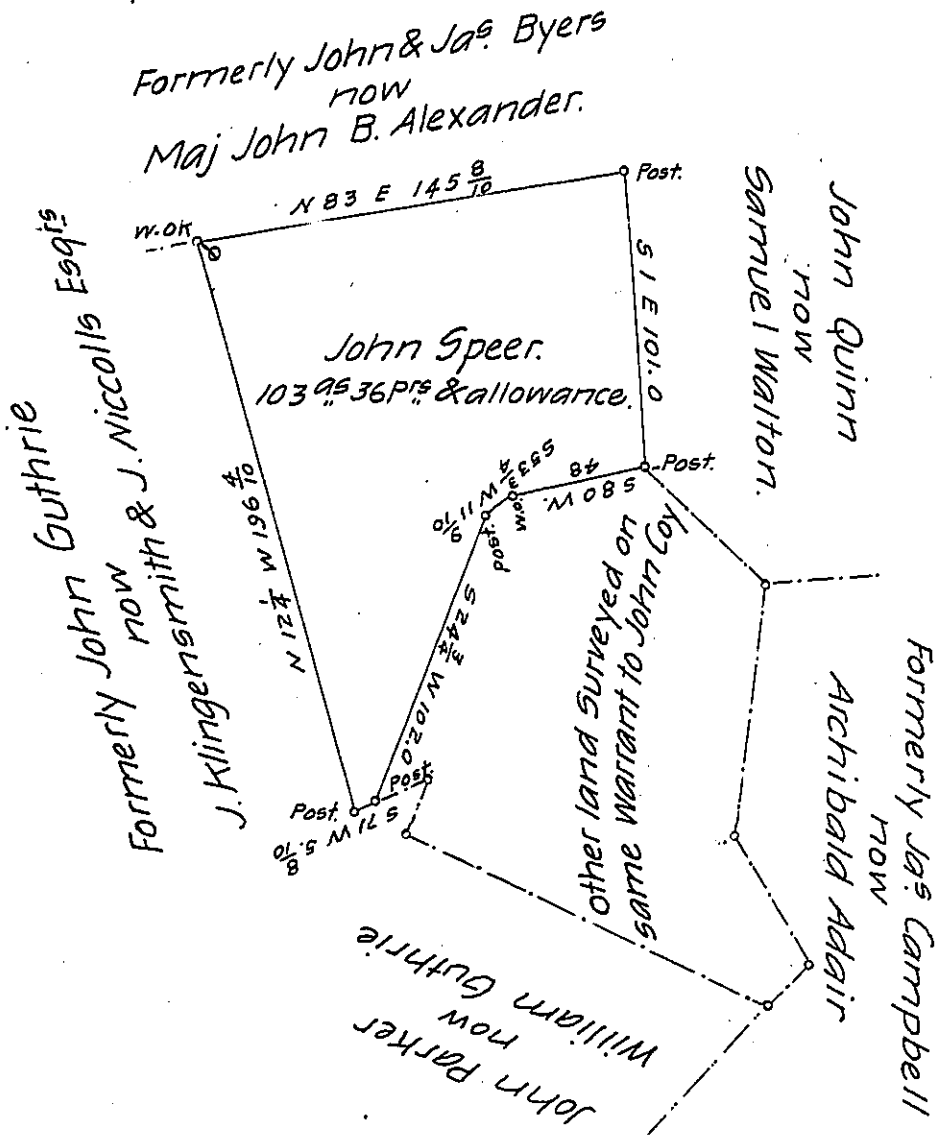 Formerly John & Jaˢ. Byers
now
Maj John B. Alexander.
N 83 E 145 8/10
Post.
W.OK
John Quinn
now
Samuel Walton.
S 1 E 101.0
John Speer.
103 aˢ 36 Pʳˢ & allowance.
Post.
S 80 W. 48
W.O.
S 53 3/4 W 11 9/10
post.
S 24 3/4 W 102.0
Post.
S 71 W 5.8/10
Post.
N 12 1/4 W 196 4/10
Formerly John Guthrie
now
J. Klingensmith & J. Niccolls Esqʳˢ
Other land Surveyed on
same Warrant to John Coy
Formerly Jaˢ Campbell
now
Archibald Adair
John Parker
now
William Guthrie